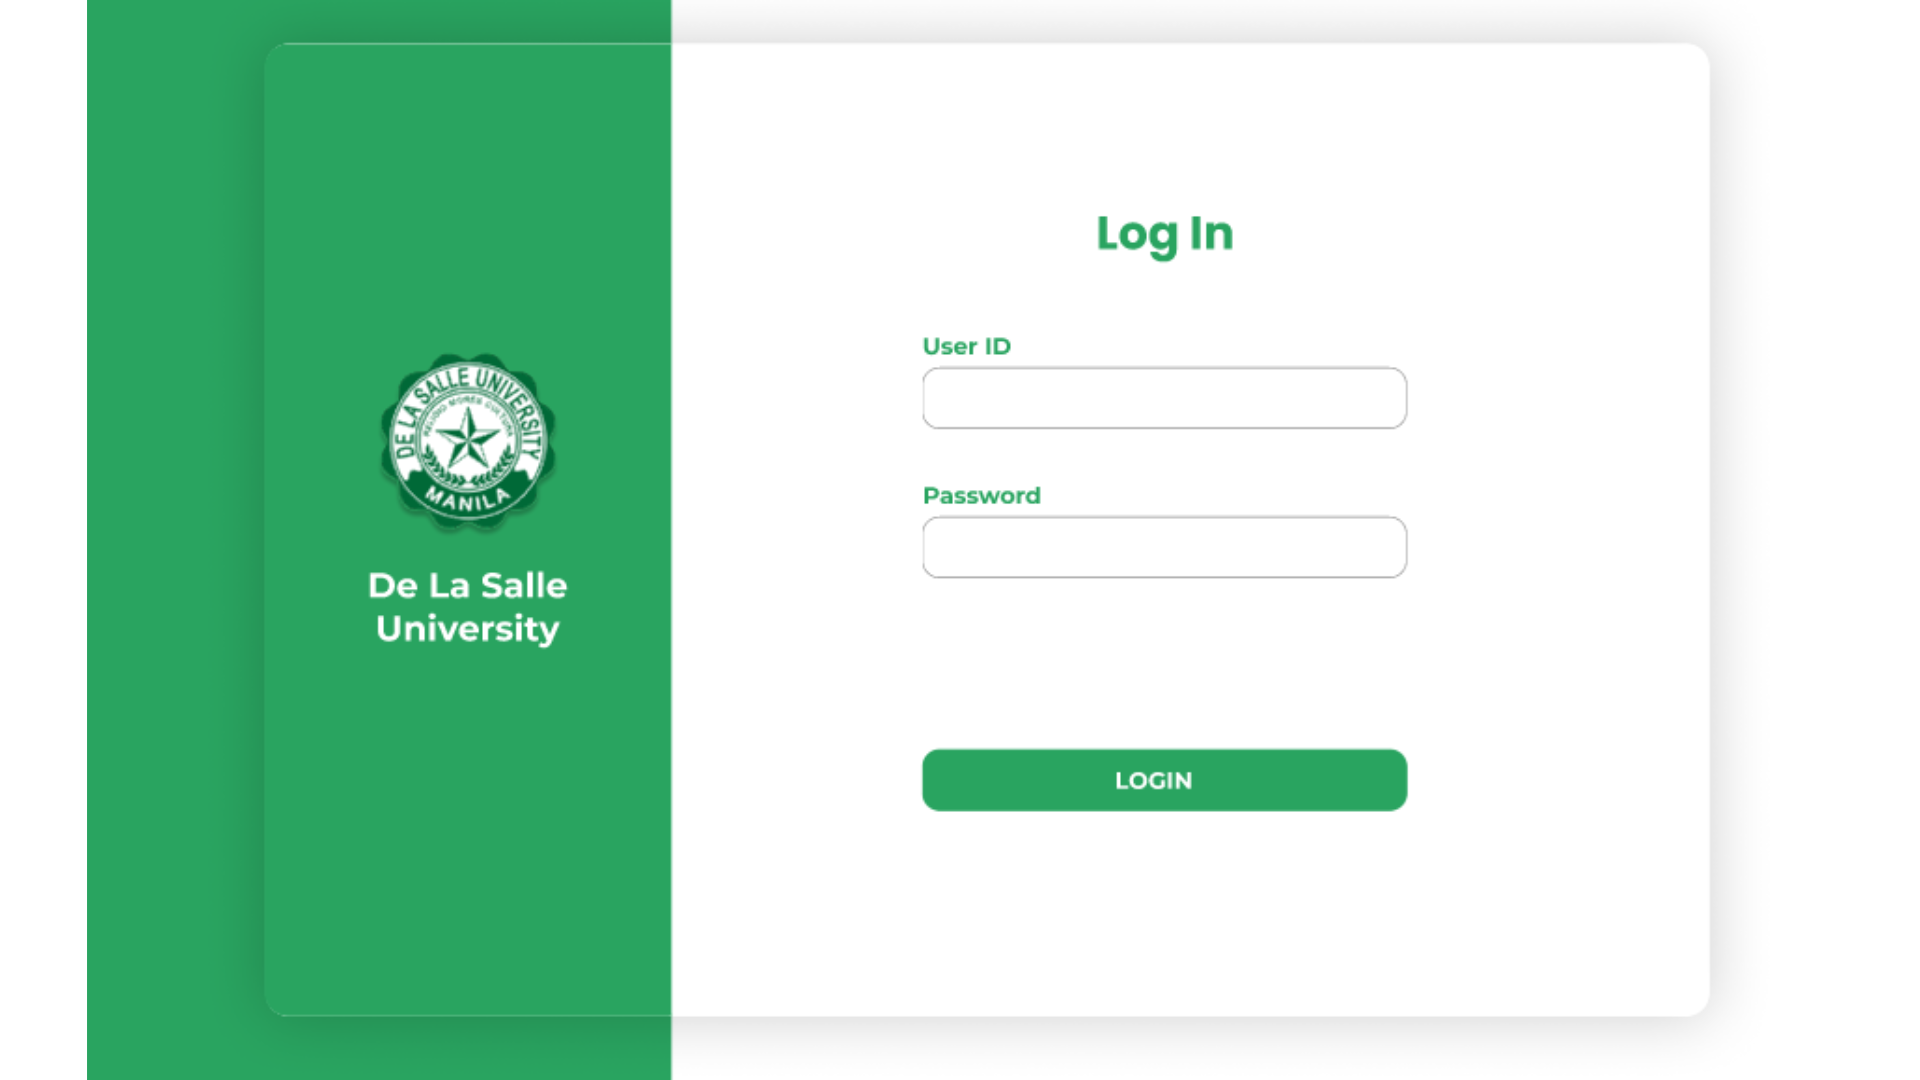 DE LA SALLE UNIVERSITY
RELIGIO MORES CULTURA
MANILA
De La Salle
University
Log In
User ID
Password
LOGIN